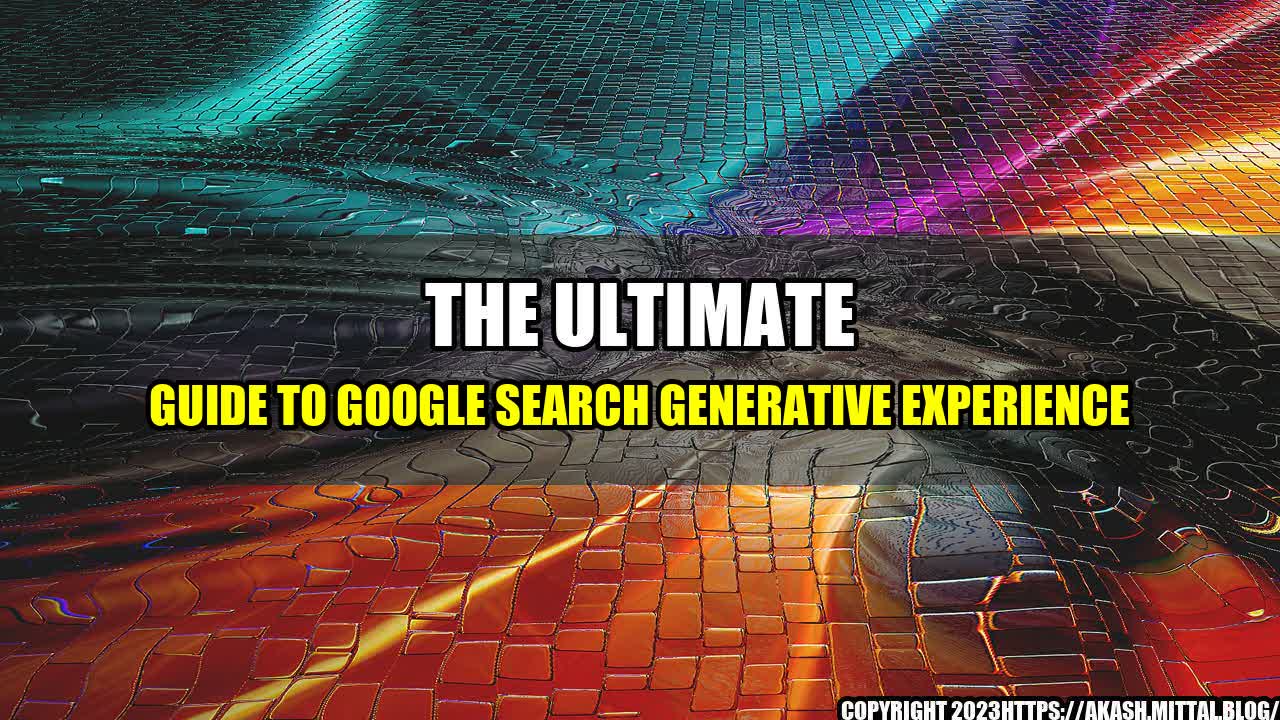 THE ULTIMATE
GUIDE TO GOOGLE SEARCH GENERATIVE EXPERIENCE
COPYRIGHT 2023HTTPS://AKASH.MITTAL.BLOG/